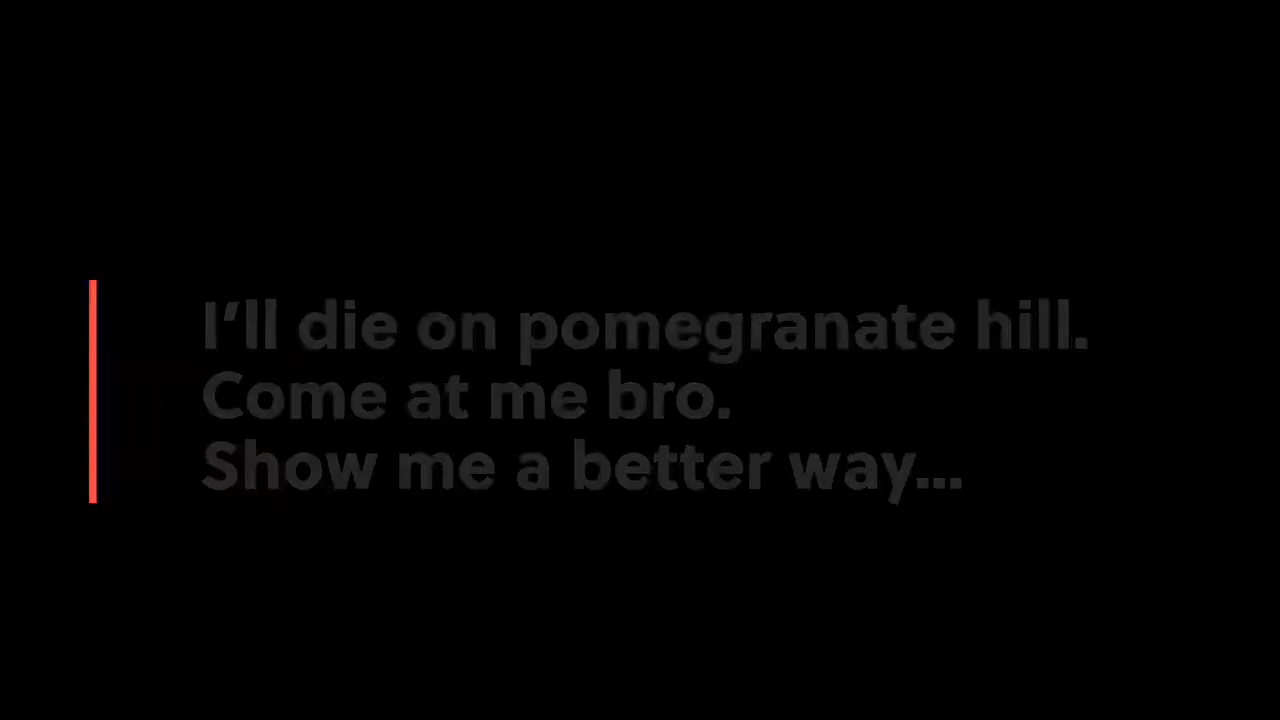 I’ll die on pomegranate hill.
Come at me bro.
Show me a better way...